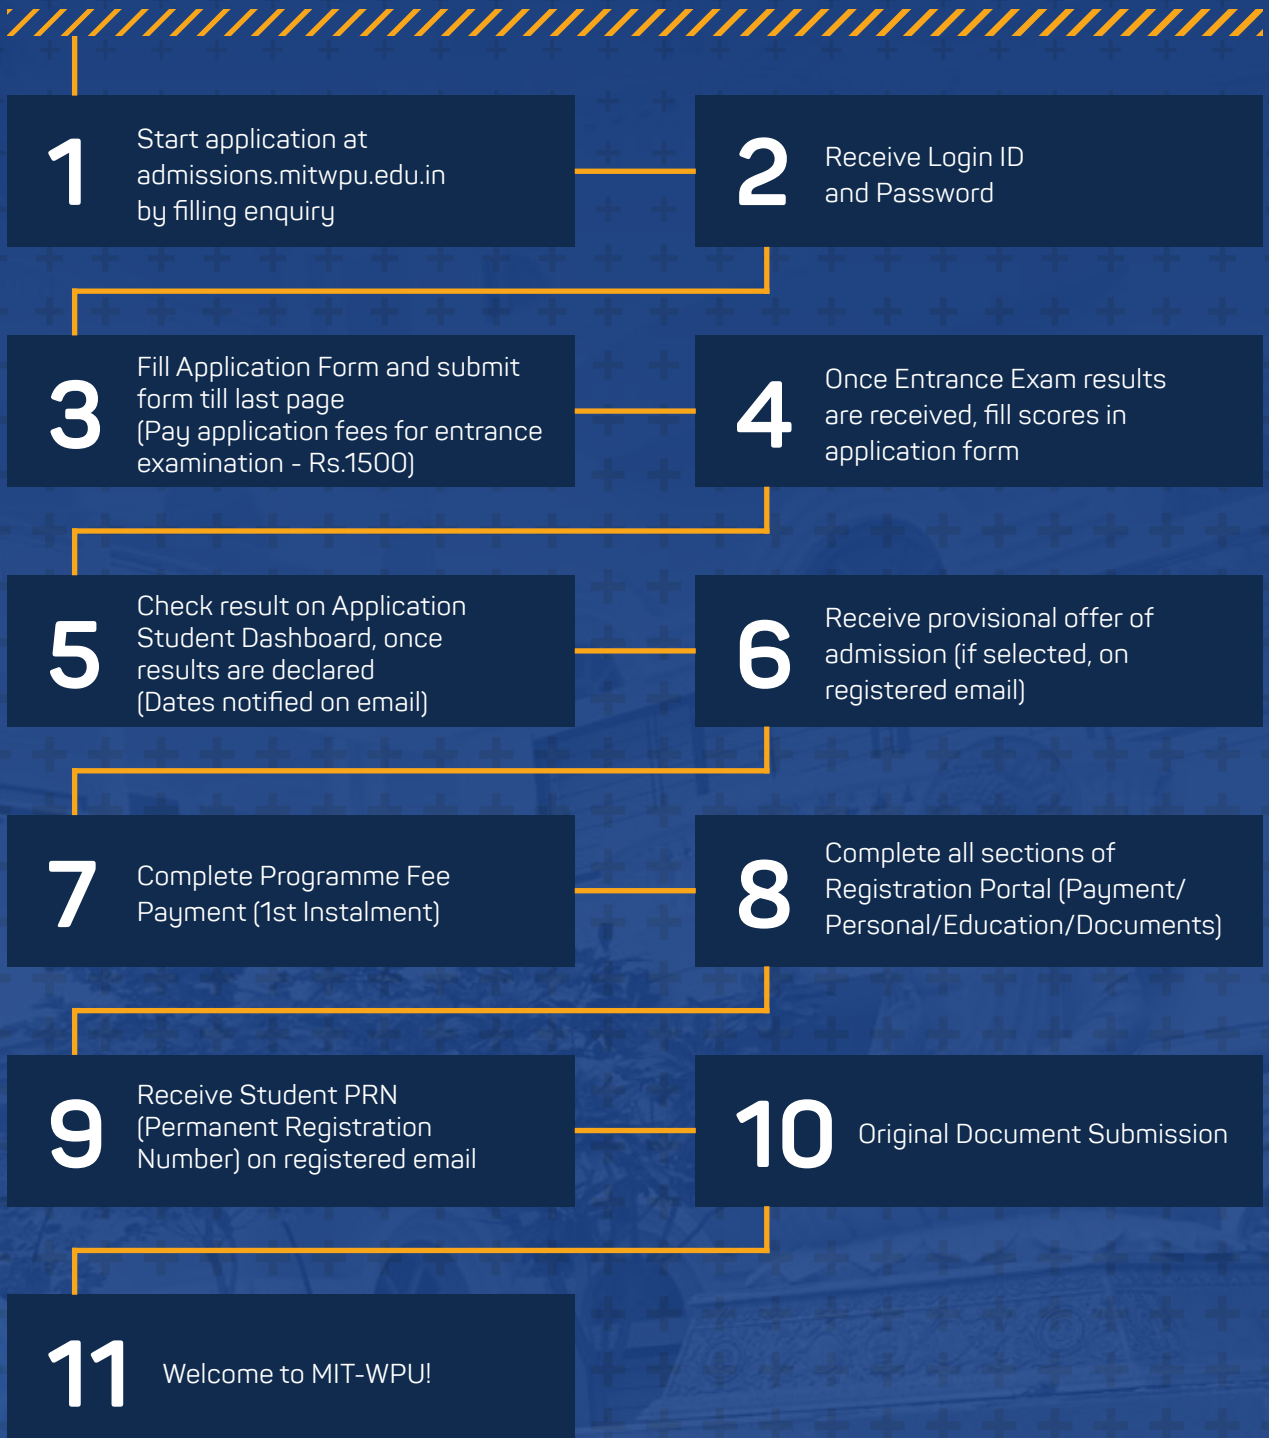 1
Start application at
admissions.mitwpu.edu.in
by filling enquiry
2
Receive Login ID
and Password
3
Fill Application Form and submit
form till last page
(Pay application fees for entrance
examination - Rs.1500)
4
Once Entrance Exam results
are received, fill scores in
application form
5
Check result on Application
Student Dashboard, once
results are declared
(Dates notified on email)
6
Receive provisional offer of
admission (if selected, on
registered email)
7
Complete Programme Fee
Payment (1st Instalment)
8
Complete all sections of
Registration Portal (Payment/
Personal/Education/Documents)
9
Receive Student PRN
(Permanent Registration
Number) on registered email
10
Original Document Submission
11
Welcome to MIT-WPU!